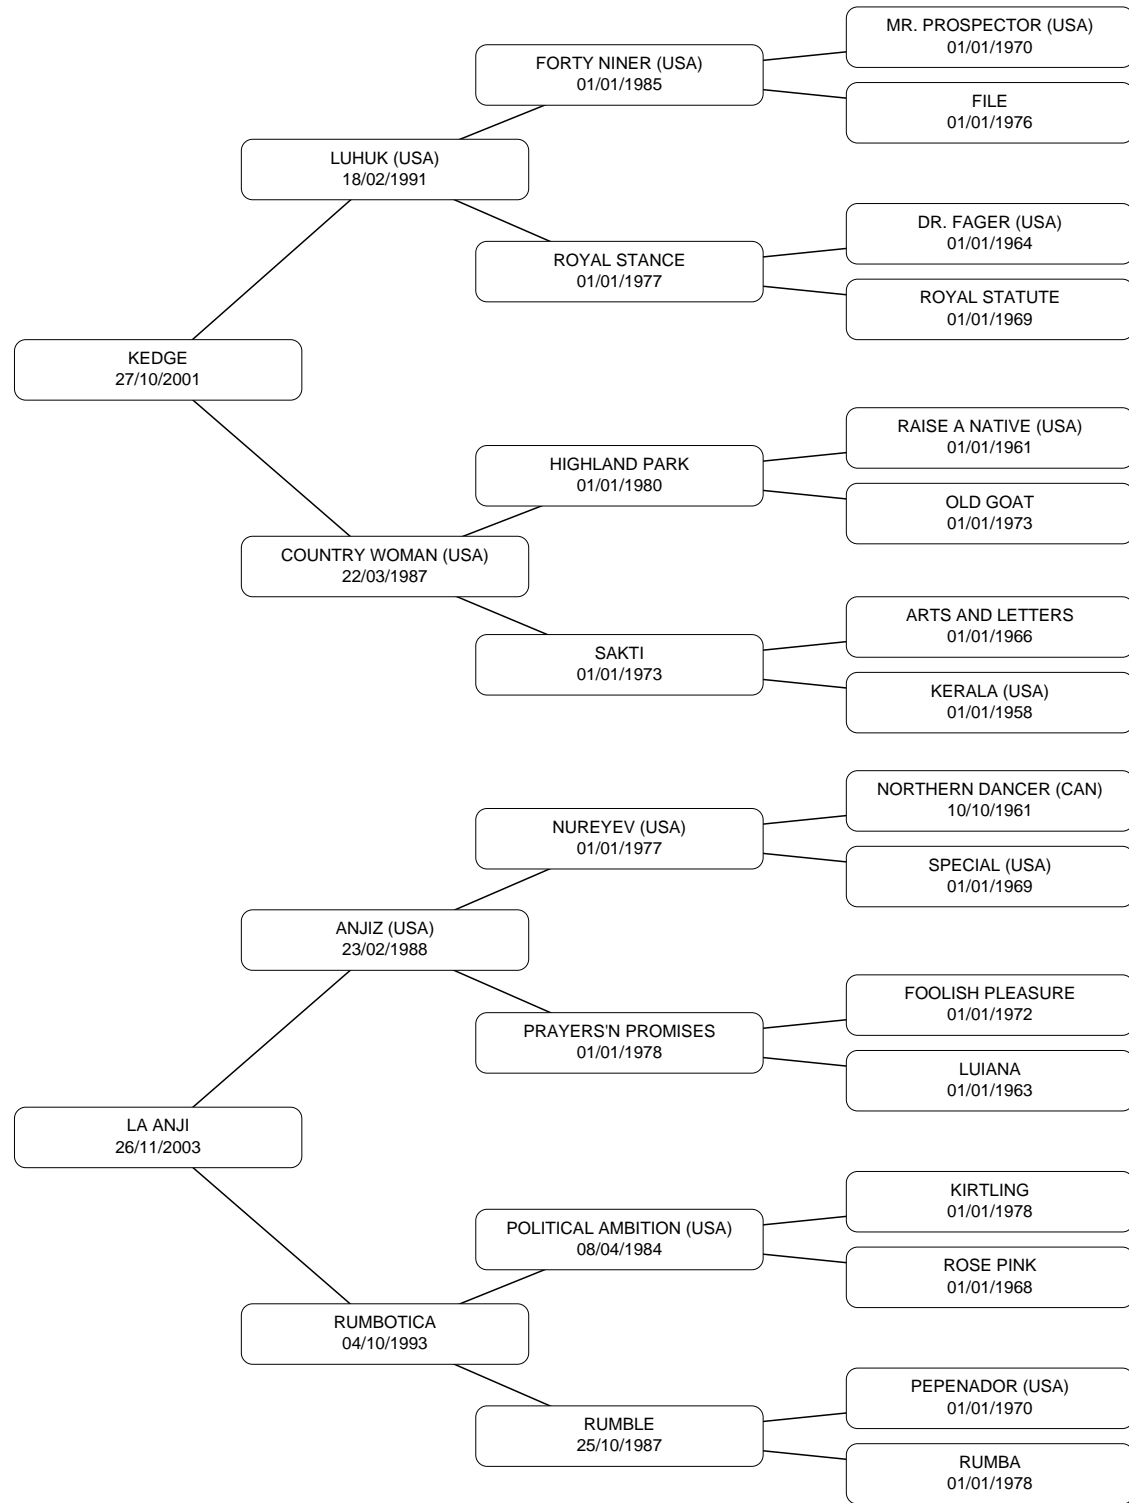 MR. PROSPECTOR (USA)
01/01/1970
FORTY NINER (USA)
01/01/1985
FILE
01/01/1976
LUHUK (USA)
18/02/1991
DR. FAGER (USA)
01/01/1964
ROYAL STANCE
01/01/1977
ROYAL STATUTE
01/01/1969
KEDGE
27/10/2001
RAISE A NATIVE (USA)
01/01/1961
HIGHLAND PARK
01/01/1980
OLD GOAT
01/01/1973
COUNTRY WOMAN (USA)
22/03/1987
ARTS AND LETTERS
01/01/1966
SAKTI
01/01/1973
KERALA (USA)
01/01/1958
NORTHERN DANCER (CAN)
10/10/1961
NUREYEV (USA)
01/01/1977
SPECIAL (USA)
01/01/1969
ANJIZ (USA)
23/02/1988
FOOLISH PLEASURE
01/01/1972
PRAYERS'N PROMISES
01/01/1978
LUIANA
01/01/1963
LA ANJI
26/11/2003
KIRTLING
01/01/1978
POLITICAL AMBITION (USA)
08/04/1984
ROSE PINK
01/01/1968
RUMBOTICA
04/10/1993
PEPENADOR (USA)
01/01/1970
RUMBLE
25/10/1987
RUMBA
01/01/1978